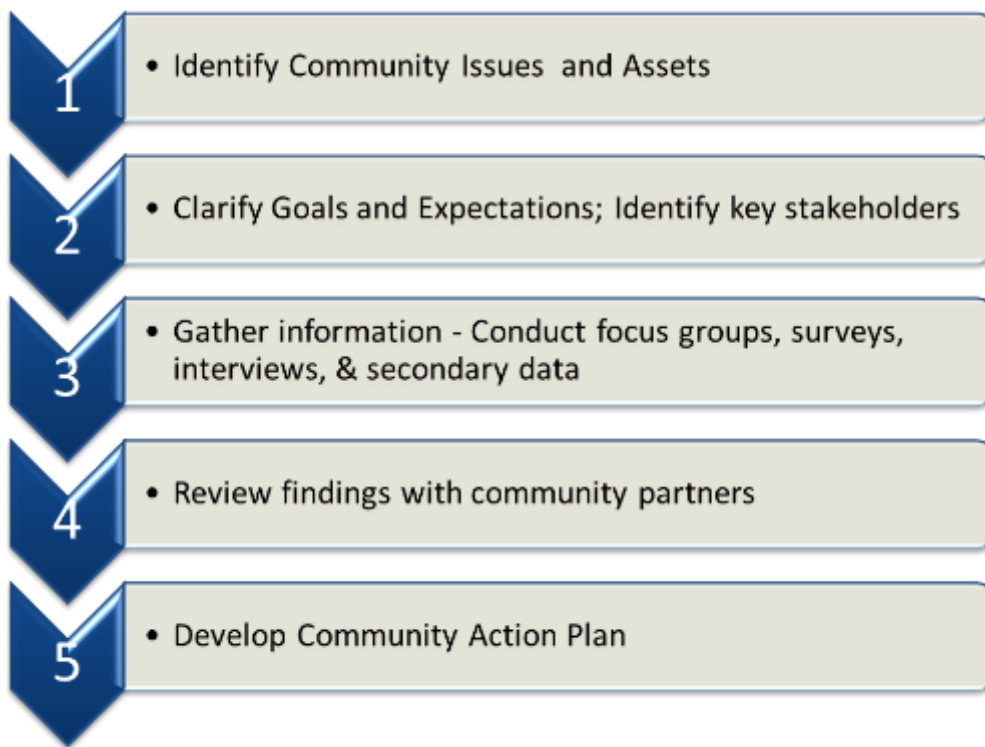 1
• Identify Community Issues  and Assets
2
• Clarify Goals and Expectations; Identify key stakeholders
3
• Gather information - Conduct focus groups, surveys,
interviews, & secondary data
4
• Review findings with community partners
5
• Develop Community Action Plan